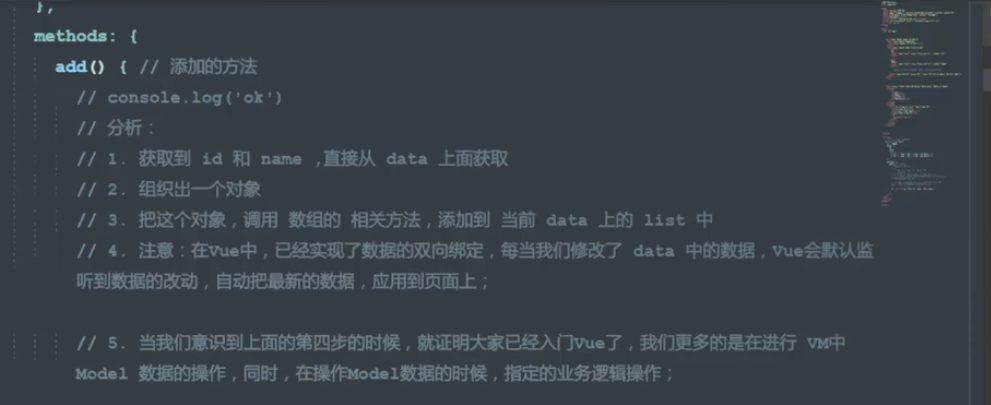 },
methods: {
add() { // 添加的方法
// console.log('ok')
// 分析：
// 1. 获取到 id 和 name ,直接从 data 上面获取
// 2. 组织出一个对象
// 3. 把这个对象，调用 数组的 相关方法，添加到 当前 data 上的 list 中
// 4. 注意：在Vue中，已经实现了数据的双向绑定，每当我们修改了 data 中的数据，Vue会默认监
听到数据的改动，自动把最新的数据，应用到页面上；
// 5. 当我们意识到上面的第四步的时候，就证明大家已经入门Vue了，我们更多的是在进行 VM中
Model 数据的操作，同时，在操作Model数据的时候，指定的业务逻辑操作；